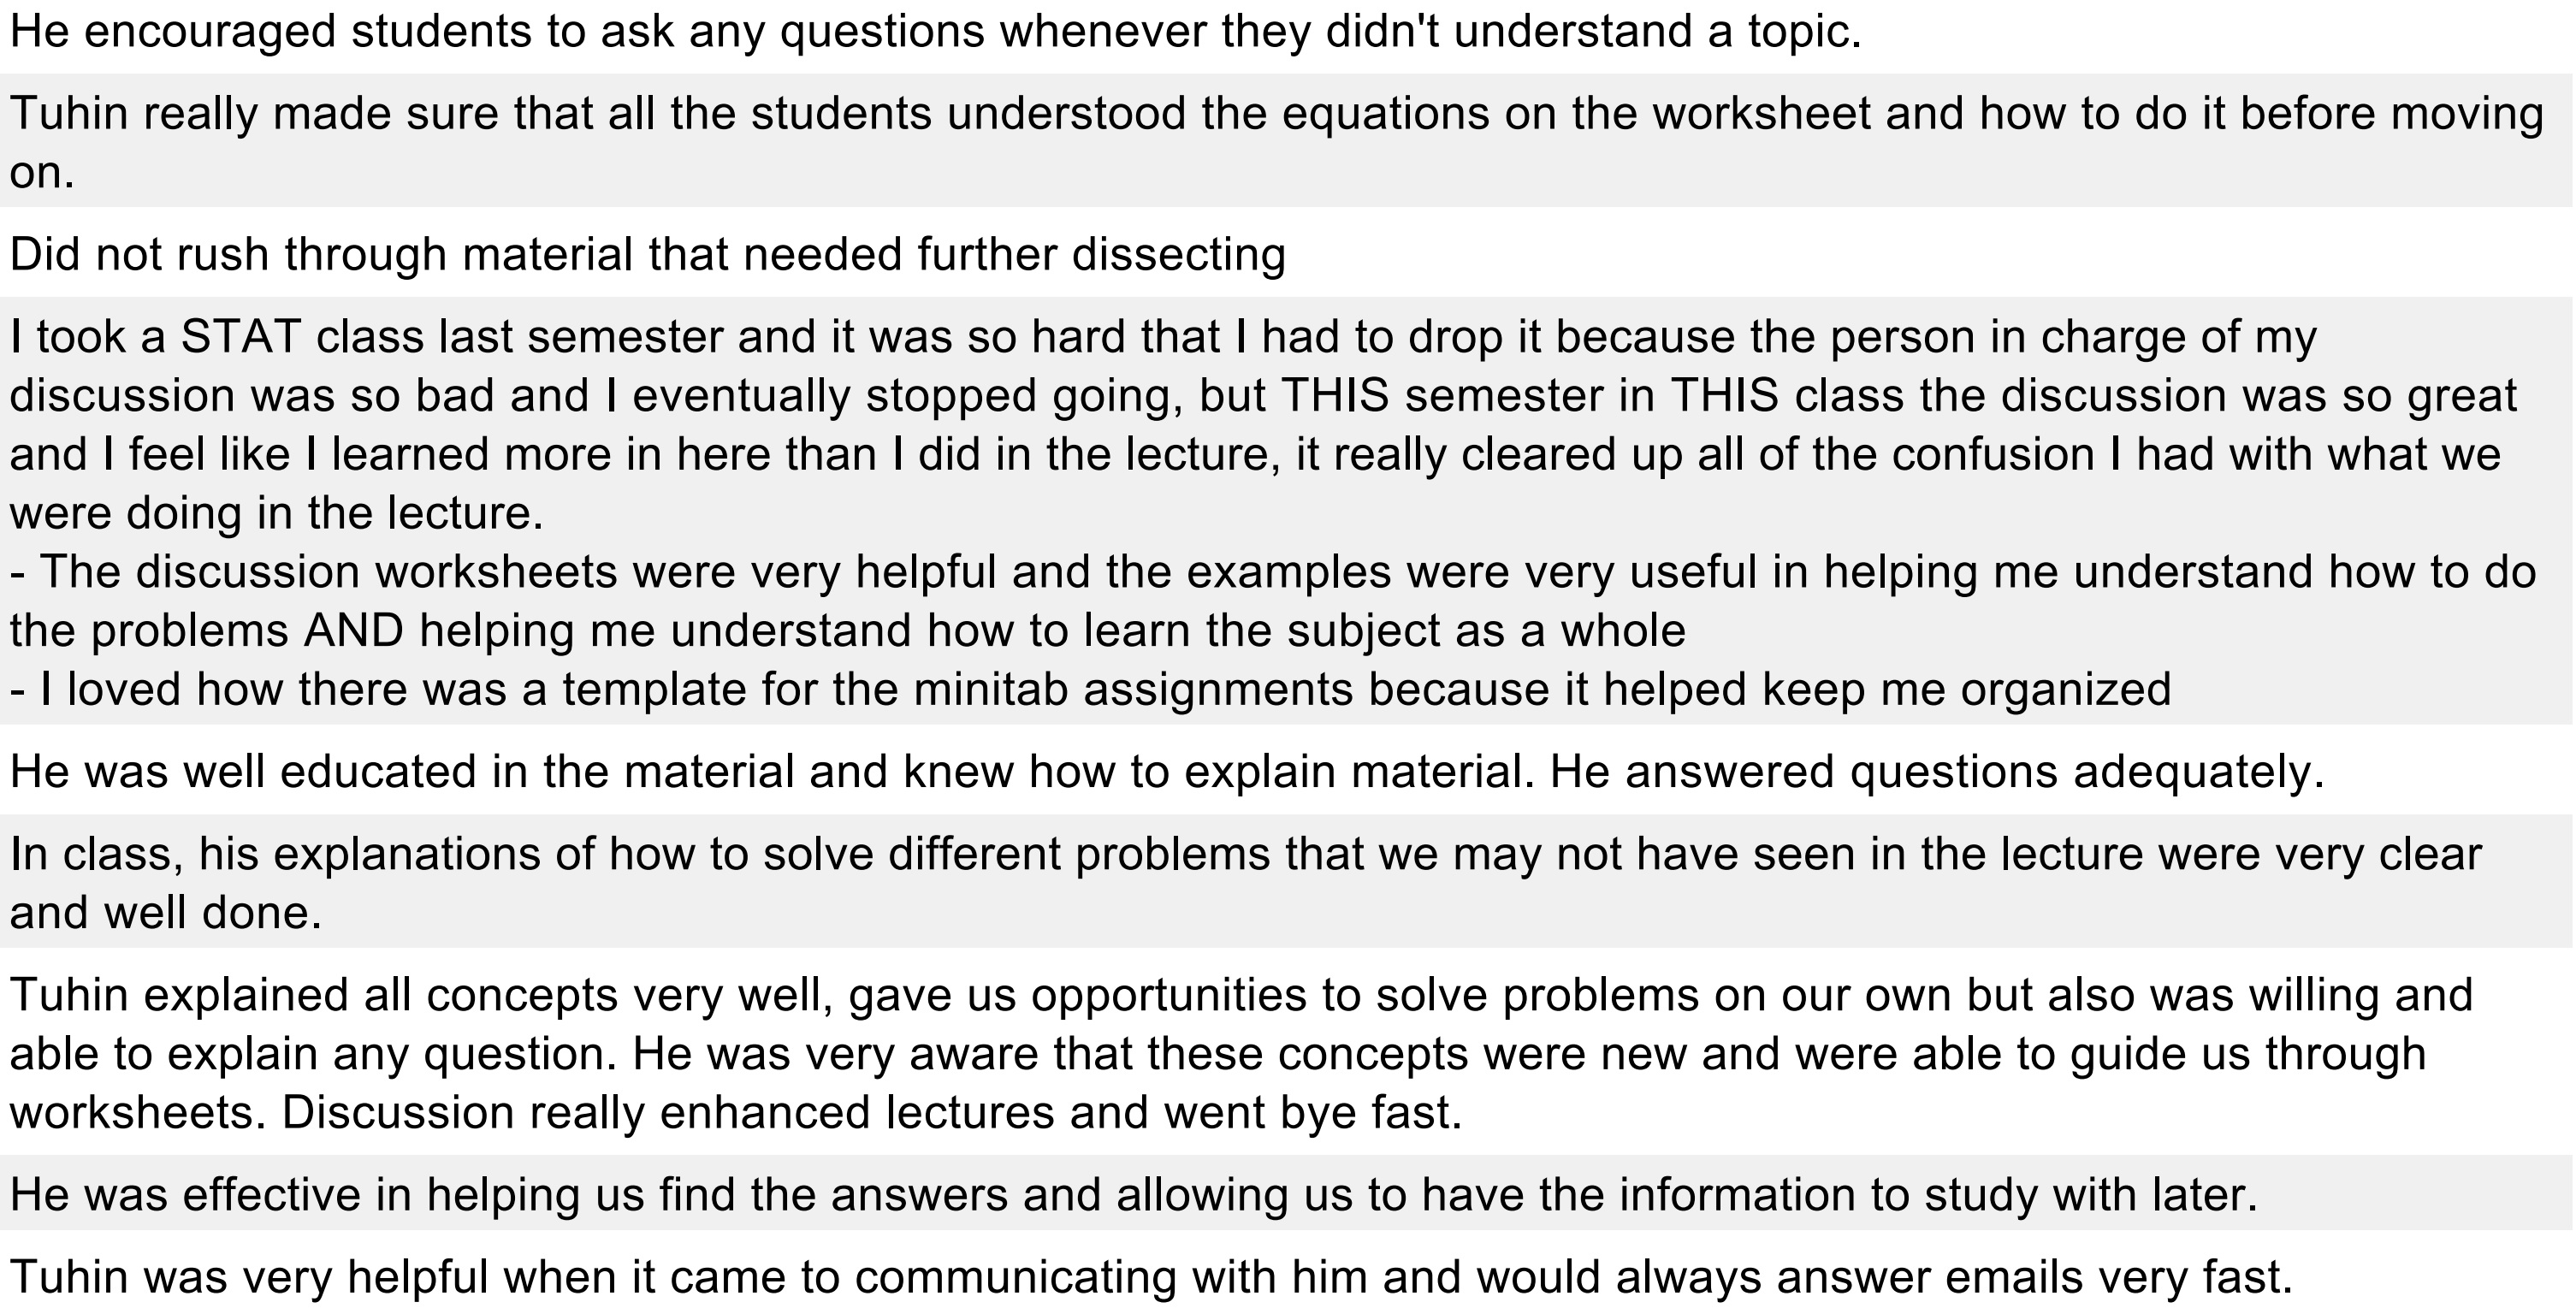 He encouraged students to ask any questions whenever they didn't understand a topic.
Tuhin really made sure that all the students understood the equations on the worksheet and how to do it before moving
on.
Did not rush through material that needed further dissecting
I took a STAT class last semester and it was so hard that I had to drop it because the person in charge of my
discussion was so bad and I eventually stopped going, but THIS semester in THIS class the discussion was so great
and I feel like I learned more in here than I did in the lecture, it really cleared up all of the confusion I had with what we
were doing in the lecture.
- The discussion worksheets were very helpful and the examples were very useful in helping me understand how to do
the problems AND helping me understand how to learn the subject as a whole
- I loved how there was a template for the minitab assignments because it helped keep me organized
He was well educated in the material and knew how to explain material. He answered questions adequately.
In class, his explanations of how to solve different problems that we may not have seen in the lecture were very clear
and well done.
Tuhin explained all concepts very well, gave us opportunities to solve problems on our own but also was willing and
able to explain any question. He was very aware that these concepts were new and were able to guide us through
worksheets. Discussion really enhanced lectures and went bye fast.
He was effective in helping us find the answers and allowing us to have the information to study with later.
Tuhin was very helpful when it came to communicating with him and would always answer emails very fast.